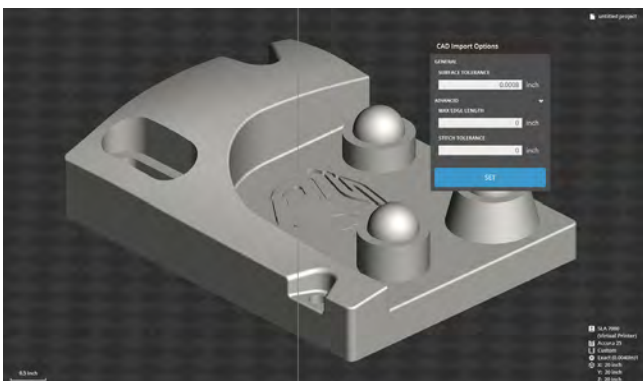 untitled.project
CAD Import Options
GENERAL
SURFACE TOLERANCE
0.0008 inch
ADVANCED
MAX EDGE LENGTH
0 inch
STITCH TOLERANCE
0 inch
SET
SLA 7000
(Virtual Printer)
Accura 25
Custom
Exact
X: 20 inch
Y: 20 inch
Z: 20 inch
0.5 inch